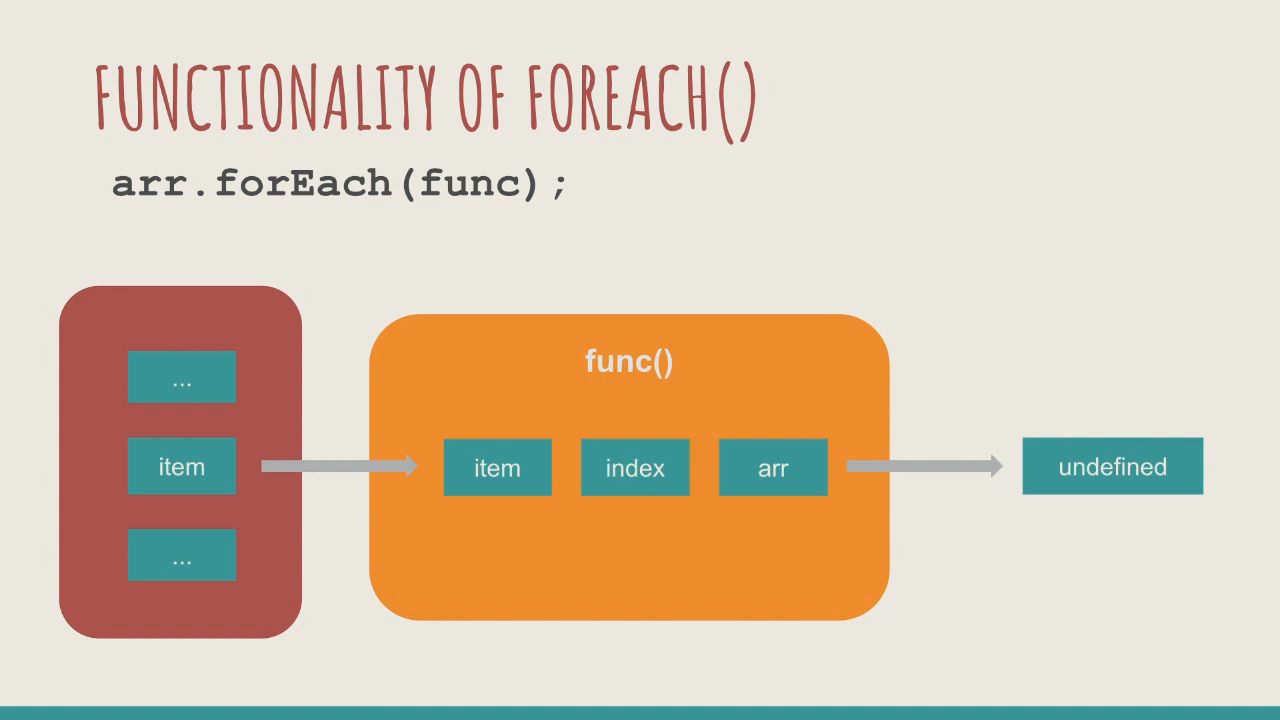 FUNCTIONALITY OF FOREACH()
arr.forEach(func);
...
item
...
func()
item index arr
undefined